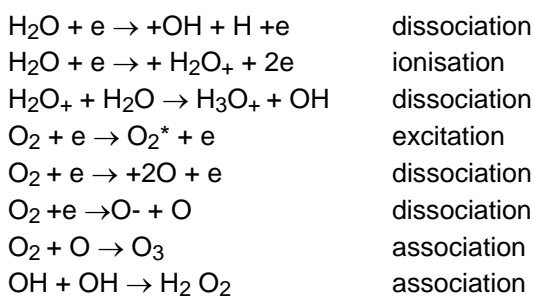 H₂O + e → +OH + H +e dissociation
H₂O + e → + H₂O₊ + 2e ionisation
H₂O₊ + H₂O → H₃O₊ + OH dissociation
O₂ + e → O₂* + e excitation
O₂ + e → +2O + e dissociation
O₂ +e →O- + O dissociation
O₂ + O → O₃ association
OH + OH → H₂ O₂ association